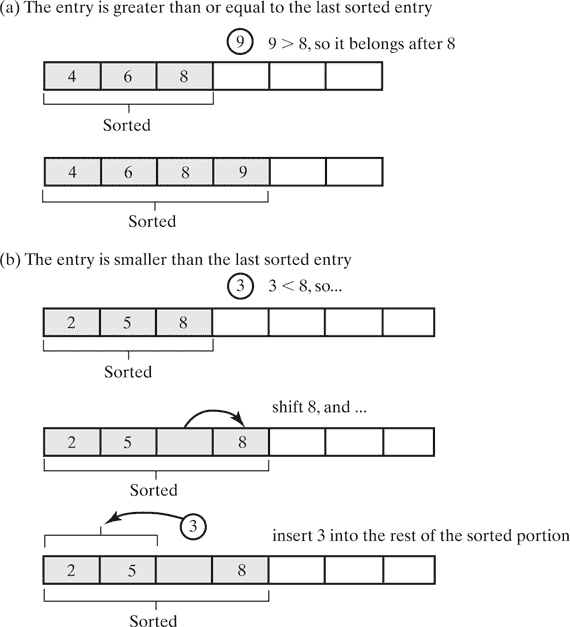 (a) The entry is greater than or equal to the last sorted entry
9 9 > 8, so it belongs after 8
4 6 8
Sorted
4 6 8 9
Sorted
(b) The entry is smaller than the last sorted entry
3 3 < 8, so...
2 5 8
Sorted
shift 8, and ...
2 5 8
Sorted
3
insert 3 into the rest of the sorted portion
2 5 8
Sorted